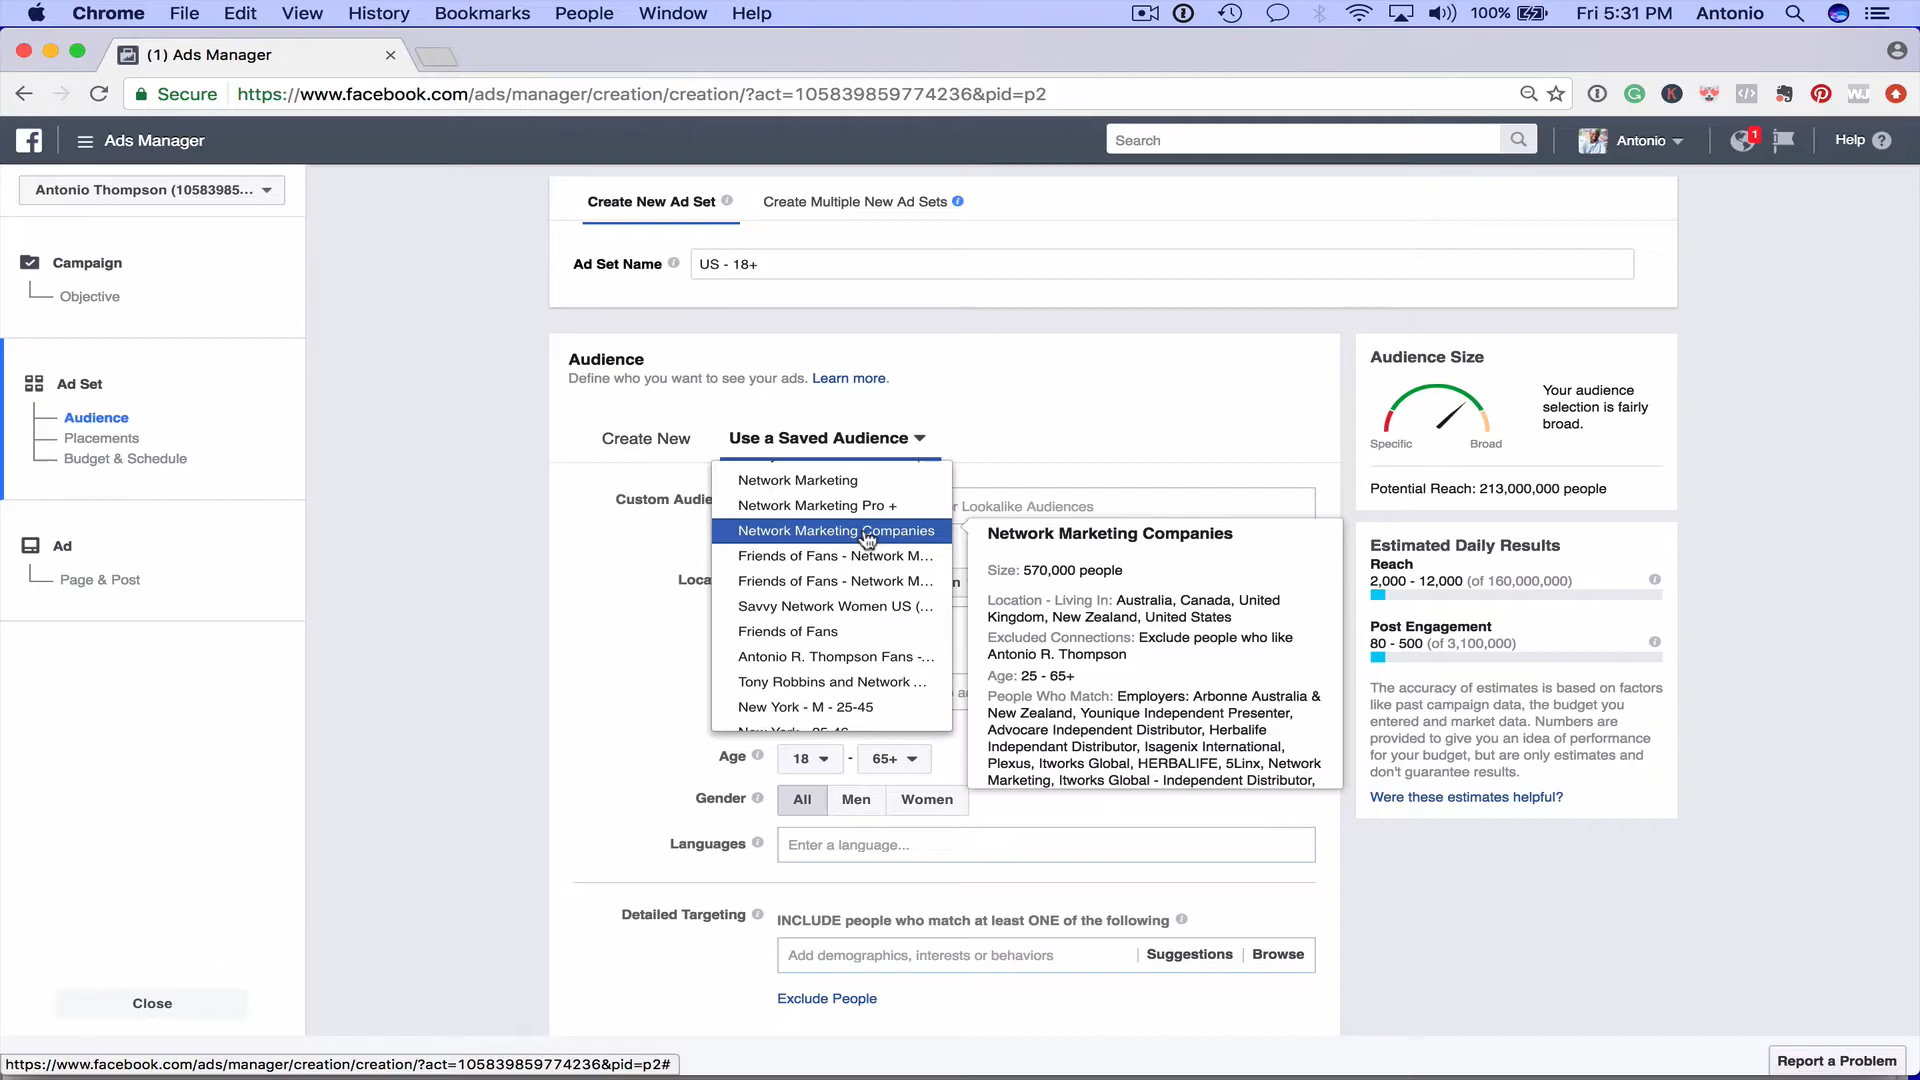 Chrome File Edit View History Bookmarks People Window Help 100% Fri 5:31 PM Antonio
(1) Ads Manager
Secure https://www.facebook.com/ads/manager/creation/creation/?act=105839859774236&pid=p2
Ads Manager Search Antonio 1 Help
Antonio Thompson (10583985...
Campaign
Objective
Ad Set
Audience
Placements
Budget & Schedule
Ad
Page & Post
Close
Create New Ad Set Create Multiple New Ad Sets
Ad Set Name US - 18+
Audience
Define who you want to see your ads. Learn more.
Create New Use a Saved Audience
Custom Audie
r Lookalike Audiences
Network Marketing
Network Marketing Pro +
Network Marketing Companies
Friends of Fans - Network M...
Friends of Fans - Network M...
Savvy Network Women US (...
Friends of Fans
Antonio R. Thompson Fans -...
Tony Robbins and Network ...
New York - M - 25-45
Loca
Network Marketing Companies
Size: 570,000 people
Location - Living In: Australia, Canada, United
Kingdom, New Zealand, United States
Excluded Connections: Exclude people who like
Antonio R. Thompson
Age: 25 - 65+
People Who Match: Employers: Arbonne Australia &
New Zealand, Younique Independent Presenter,
Advocare Independent Distributor, Herbalife
Independant Distributor, Isagenix International,
Plexus, Itworks Global, HERBALIFE, 5Linx, Network
Marketing, Itworks Global - Independent Distributor,
Age 18 - 65+
Gender All Men Women
Languages Enter a language...
Detailed Targeting INCLUDE people who match at least ONE of the following
Add demographics, interests or behaviors Suggestions Browse
Exclude People
Audience Size
Your audience
selection is fairly
broad.
Specific Broad
Potential Reach: 213,000,000 people
Estimated Daily Results
Reach
2,000 - 12,000 (of 160,000,000)
Post Engagement
80 - 500 (of 3,100,000)
The accuracy of estimates is based on factors
like past campaign data, the budget you
entered and market data. Numbers are
provided to give you an idea of performance
for your budget, but are only estimates and
don't guarantee results.
Were these estimates helpful?
https://www.facebook.com/ads/manager/creation/creation/?act=105839859774236&pid=p2#
Report a Problem